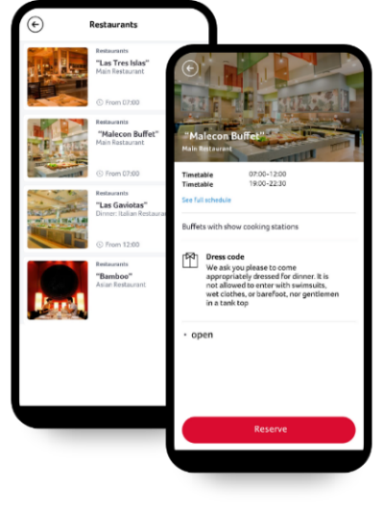 Restaurants
Restaurants
"Las Tres Islas"
Main Restaurant
From 07:00
Restaurants
"Malecon Buffet"
Main Restaurant
From 07:00
Restaurants
"Las Gaviotas"
Dinner: Italian Restaura
From 12:00
Restaurants
"Bamboo"
Asian Restaurant
"Malecon Buffet"
Main Restaurant
Timetable 07:00-12:00
Timetable 19:00-22:30
See full schedule
Buffets with show cooking stations
Dress code
We ask you please to come
appropriately dressed for dinner. It is
not allowed to enter with swimsuits,
wet clothes, or barefoot, nor gentlemen
in a tank top
• open
Reserve